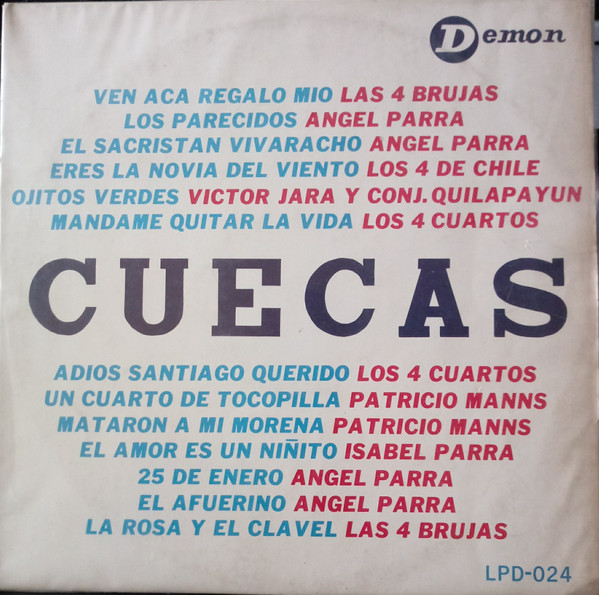 Demon
VEN ACA REGALO MIO LAS 4 BRUJAS
LOS PARECIDOS ANGEL PARRA
EL SACRISTAN VIVARACHO ANGEL PARRA
ERES LA NOVIA DEL VIENTO LOS 4 DE CHILE
OJITOS VERDES VICTOR JARA Y CONJ. QUILAPAYUN
MANDAME QUITAR LA VIDA LOS 4 CUARTOS
CUECAS
ADIOS SANTIAGO QUERIDO LOS 4 CUARTOS
UN CUARTO DE TOCOPILLA PATRICIO MANNS
MATARON A MI MORENA PATRICIO MANNS
EL AMOR ES UN NIÑITO ISABEL PARRA
25 DE ENERO ANGEL PARRA
EL AFUERINO ANGEL PARRA
LA ROSA Y EL CLAVEL LAS 4 BRUJAS
LPD-024